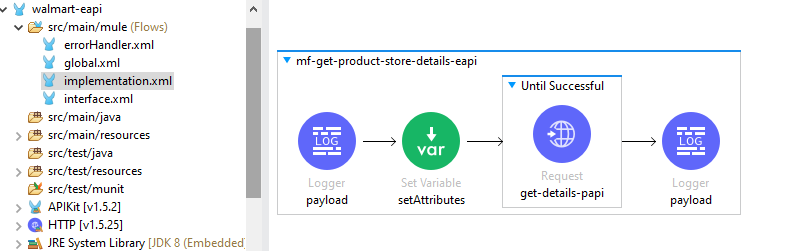 walmart-eapi
src/main/mule (Flows)
errorHandler.xml
global.xml
implementation.xml
interface.xml
src/main/java
src/main/resources
src/test/java
src/test/resources
src/test/munit
APIKit [v1.5.2]
HTTP [v1.5.25]
JRE System Library [JDK 8 (Embedded)]
mf-get-product-store-details-eapi
Until Successful
LOG
var
LOG
Logger
Set Variable
Request
Logger
payload
setAttributes
get-details-papi
payload